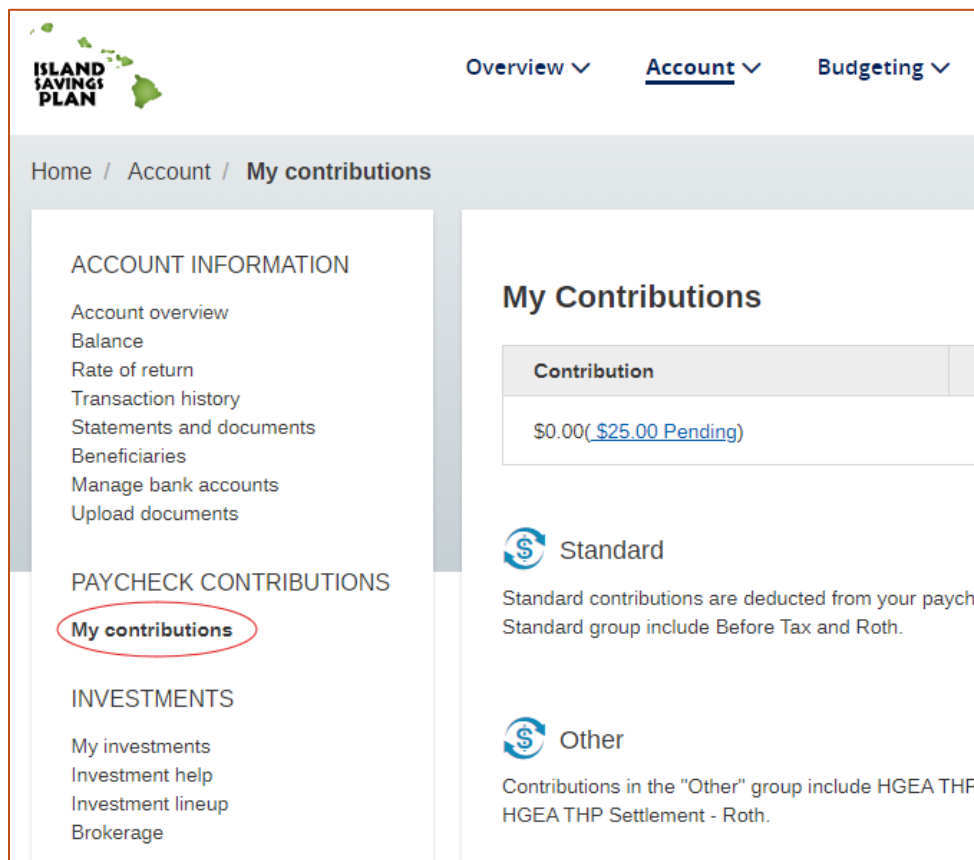 ISLAND
SAVINGS
PLAN
Overview
Account
Budgeting
Home / Account / My contributions
ACCOUNT INFORMATION
Account overview
Balance
Rate of return
Transaction history
Statements and documents
Beneficiaries
Manage bank accounts
Upload documents
PAYCHECK CONTRIBUTIONS
My contributions
INVESTMENTS
My investments
Investment help
Investment lineup
Brokerage
My Contributions
Contribution
$0.00( $25.00 Pending)
Standard
Standard contributions are deducted from your paych
Standard group include Before Tax and Roth.
Other
Contributions in the "Other" group include HGEA THP
HGEA THP Settlement - Roth.